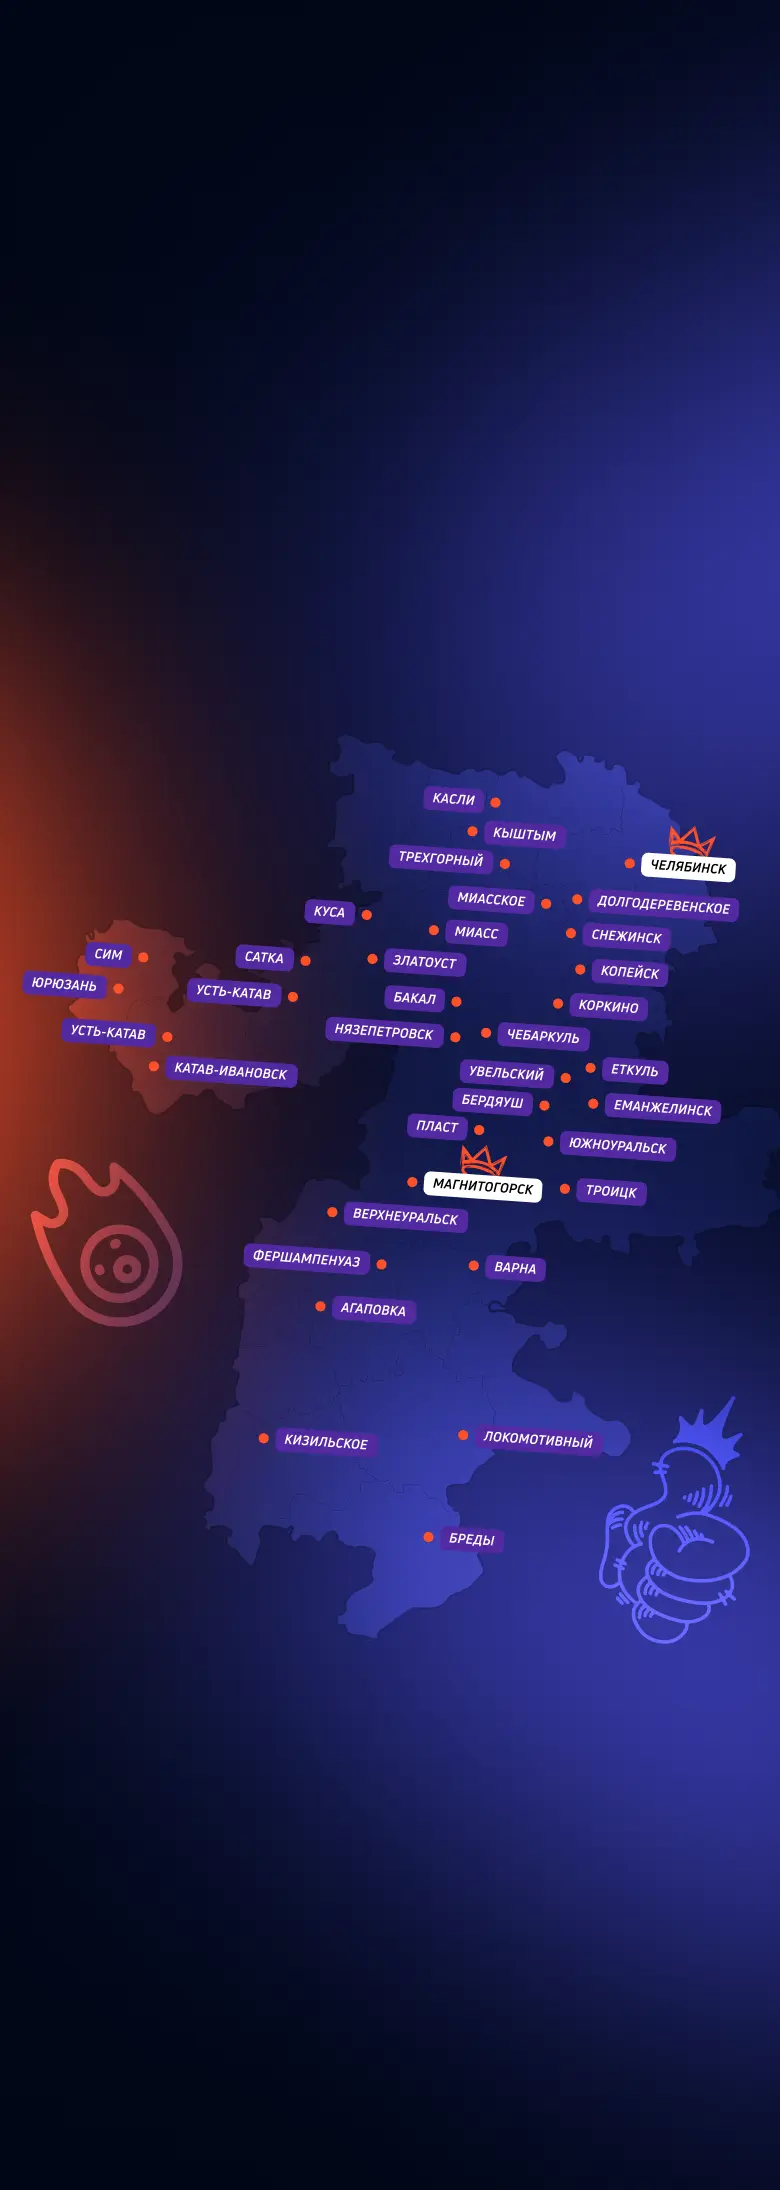 КАСЛИ
КЫШТЫМ
ТРЕХГОРНЫЙ
ЧЕЛЯБИНСК
МИАССКОЕ
ДОЛГОДЕРЕВЕНСКОЕ
КУСА
МИАСС
СНЕЖИНСК
СИМ
САТКА
ЗЛАТОУСТ
КОПЕЙСК
ЮРЮЗАНЬ
УСТЬ-КАТАВ
БАКАЛ
КОРКИНО
УСТЬ-КАТАВ
НЯЗЕПЕТРОВСК
ЧЕБАРКУЛЬ
КАТАВ-ИВАНОВСК
УВЕЛЬСКИЙ
ЕТКУЛЬ
БЕРДЯУШ
ЕМАНЖЕЛИНСК
ПЛАСТ
ЮЖНОУРАЛЬСК
МАГНИТОГОРСК
ТРОИЦК
ВЕРХНЕУРАЛЬСК
ФЕРШАМПЕНУАЗ
ВАРНА
АГАПОВКА
КИЗИЛЬСКОЕ
ЛОКОМОТИВНЫЙ
БРЕДЫ